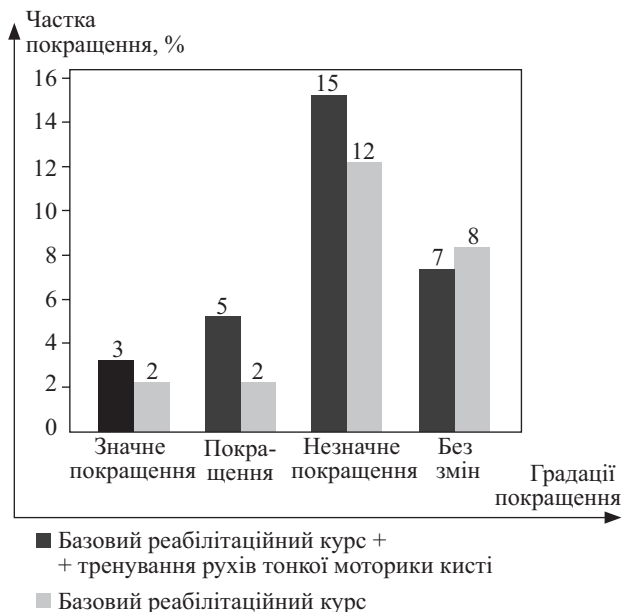 Частка
покращення, %
16
14
12
10
8
6
4
2
0
3
2
5
2
15
12
7
8
Значне
покращення
Покра-
щення
Незначне
покращення
Без
змін
Градації
покращення
Базовий реабілітаційний курс +
+ тренування рухів тонкої моторики кисті
Базовий реабілітаційний курс